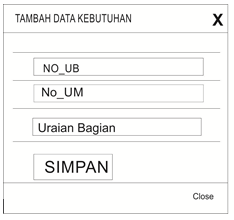 TAMBAH DATA KEBUTUHAN X
NO_UB
No_UM
Uraian Bagian
SIMPAN
Close